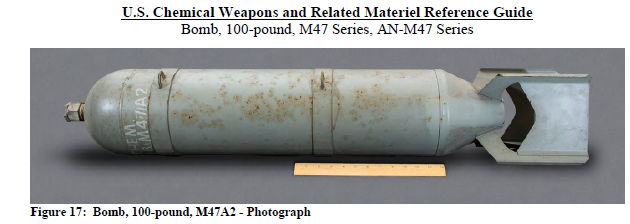 U.S. Chemical Weapons and Related Materiel Reference Guide
Bomb, 100-pound, M47 Series, AN-M47 Series
Figure 17:  Bomb, 100-pound, M47A2 - Photograph